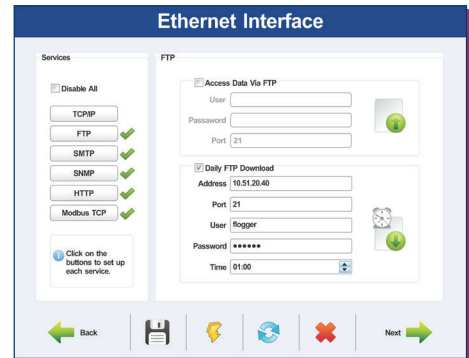 Ethernet Interface
Services
Disable All
TCP/IP
FTP
SMTP
SNMP
HTTP
Modbus TCP
Click on the
buttons to set up
each service.
FTP
Access Data Via FTP
User
Passaword
Port 21
Daily FTP Download
Address 10.51.20.40
Port 21
User flogger
Password ●●●●●●
Time 01:00
Back
Next